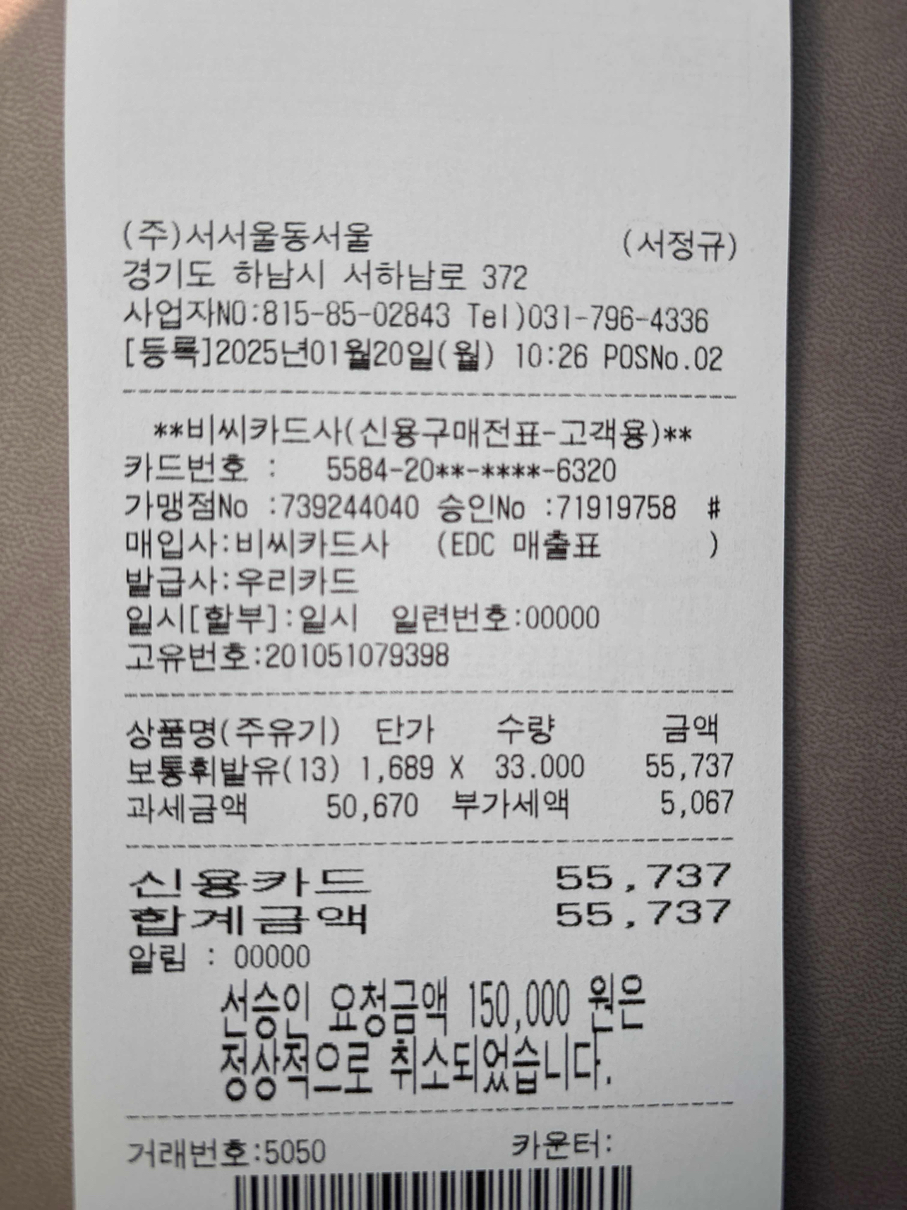 (주)서서울동서울 (서정규)
경기도 하남시 서하남로 372
사업자NO:815-85-02843 Tel)031-796-4336
[등록]2025년01월20일(월) 10:26 POSNo.02
**비씨카드사(신용구매전표-고객용)**
카드번호 : 5584-20**-****-6320
가맹점No :739244040 승인No :71919758 #
매입사:비씨카드사 (EDC 매출표 )
발급사:우리카드
일시[할부]:일시 일련번호:00000
고유번호:201051079398
상품명(주유기) 단가 수량 금액
보통휘발유(13) 1,689 X 33.000 55,737
과세금액 50,670 부가세액 5,067
신용카드 55,737
합계금액 55,737
알림 : 00000
선승인 요청금액 150,000 원은
정상적으로 취소되었습니다.
거래번호:5050 카운터: